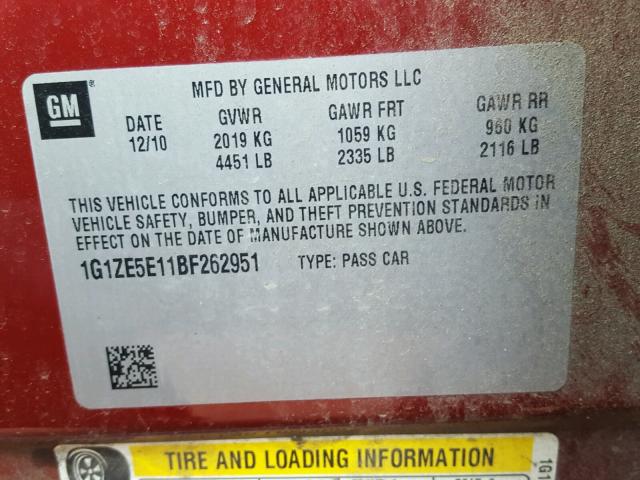 GM
MFD BY GENERAL MOTORS LLC
DATE GVWR GAWR FRT GAWR RR
12/10 2019 KG 1059 KG 960 KG
4451 LB 2335 LB 2116 LB
THIS VEHICLE CONFORMS TO ALL APPLICABLE U.S. FEDERAL MOTOR
VEHICLE SAFETY, BUMPER, AND THEFT PREVENTION STANDARDS IN
EFFECT ON THE DATE OF MANUFACTURE SHOWN ABOVE.
1G1ZE5E11BF262951 TYPE: PASS CAR
TIRE AND LOADING INFORMATION
1G1